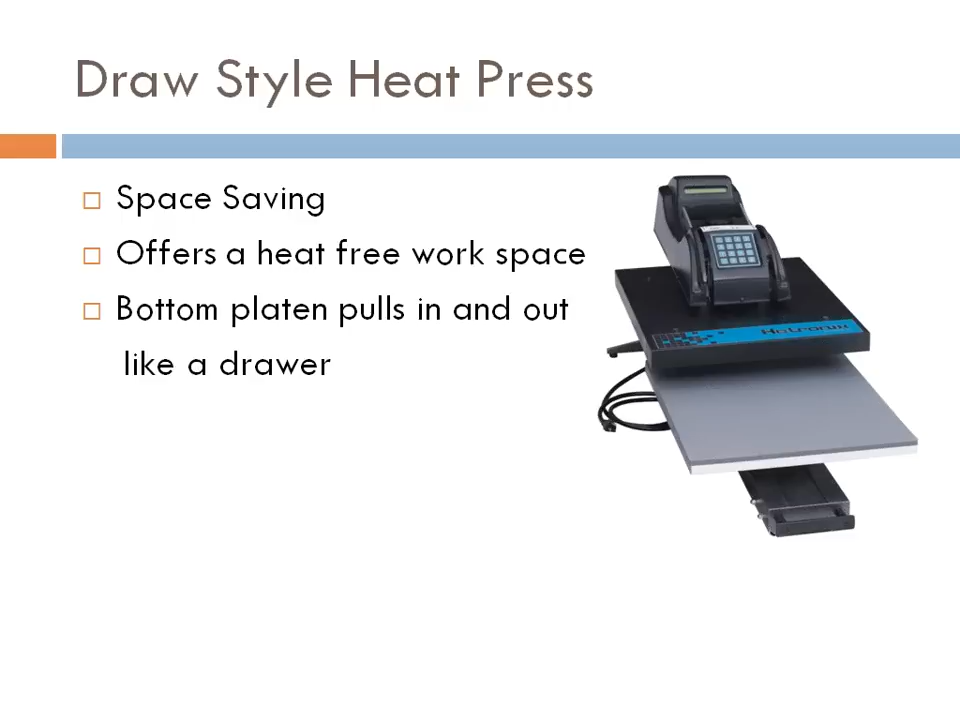 Draw Style Heat Press
Space Saving
Offers a heat free work space
Bottom platen pulls in and out
like a drawer
Hotronix